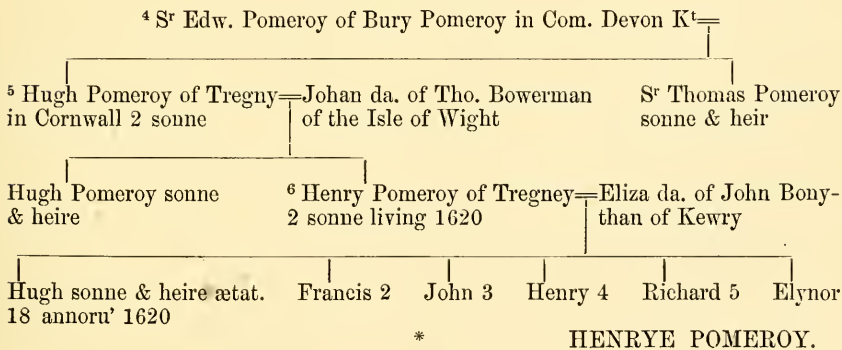 ⁴ Sʳ Edw. Pomeroy of Bury Pomeroy in Com. Devon Kᵗ=
⁵ Hugh Pomeroy of Tregny=Johan da. of Tho. Bowerman Sʳ Thomas Pomeroy
in Cornwall 2 sonne of the Isle of Wight sonne & heir
Hugh Pomeroy sonne ⁶ Henry Pomeroy of Tregney=Eliza da. of John Bony-
& heire 2 sonne living 1620 than of Kewry
Hugh sonne & heire ætat. Francis 2 John 3 Henry 4 Richard 5 Elynor
18 annoru' 1620
* HENRYE POMEROY.